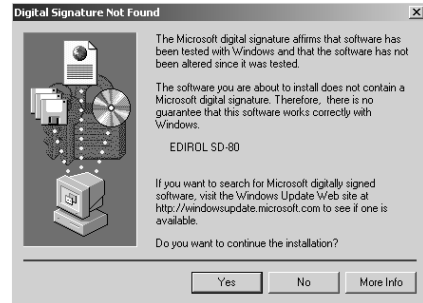 Digital Signature Not Found
The Microsoft digital signature affirms that software has
been tested with Windows and that the software has not
been altered since it was tested.
The software you are about to install does not contain a
Microsoft digital signature. Therefore, there is no
guarantee that this software works correctly with
Windows.
EDIROL SD-80
If you want to search for Microsoft digitally signed
software, visit the Windows Update Web site at
http://windowsupdate.microsoft.com to see if one is
available.
Do you want to continue the installation?
Yes
No
More Info